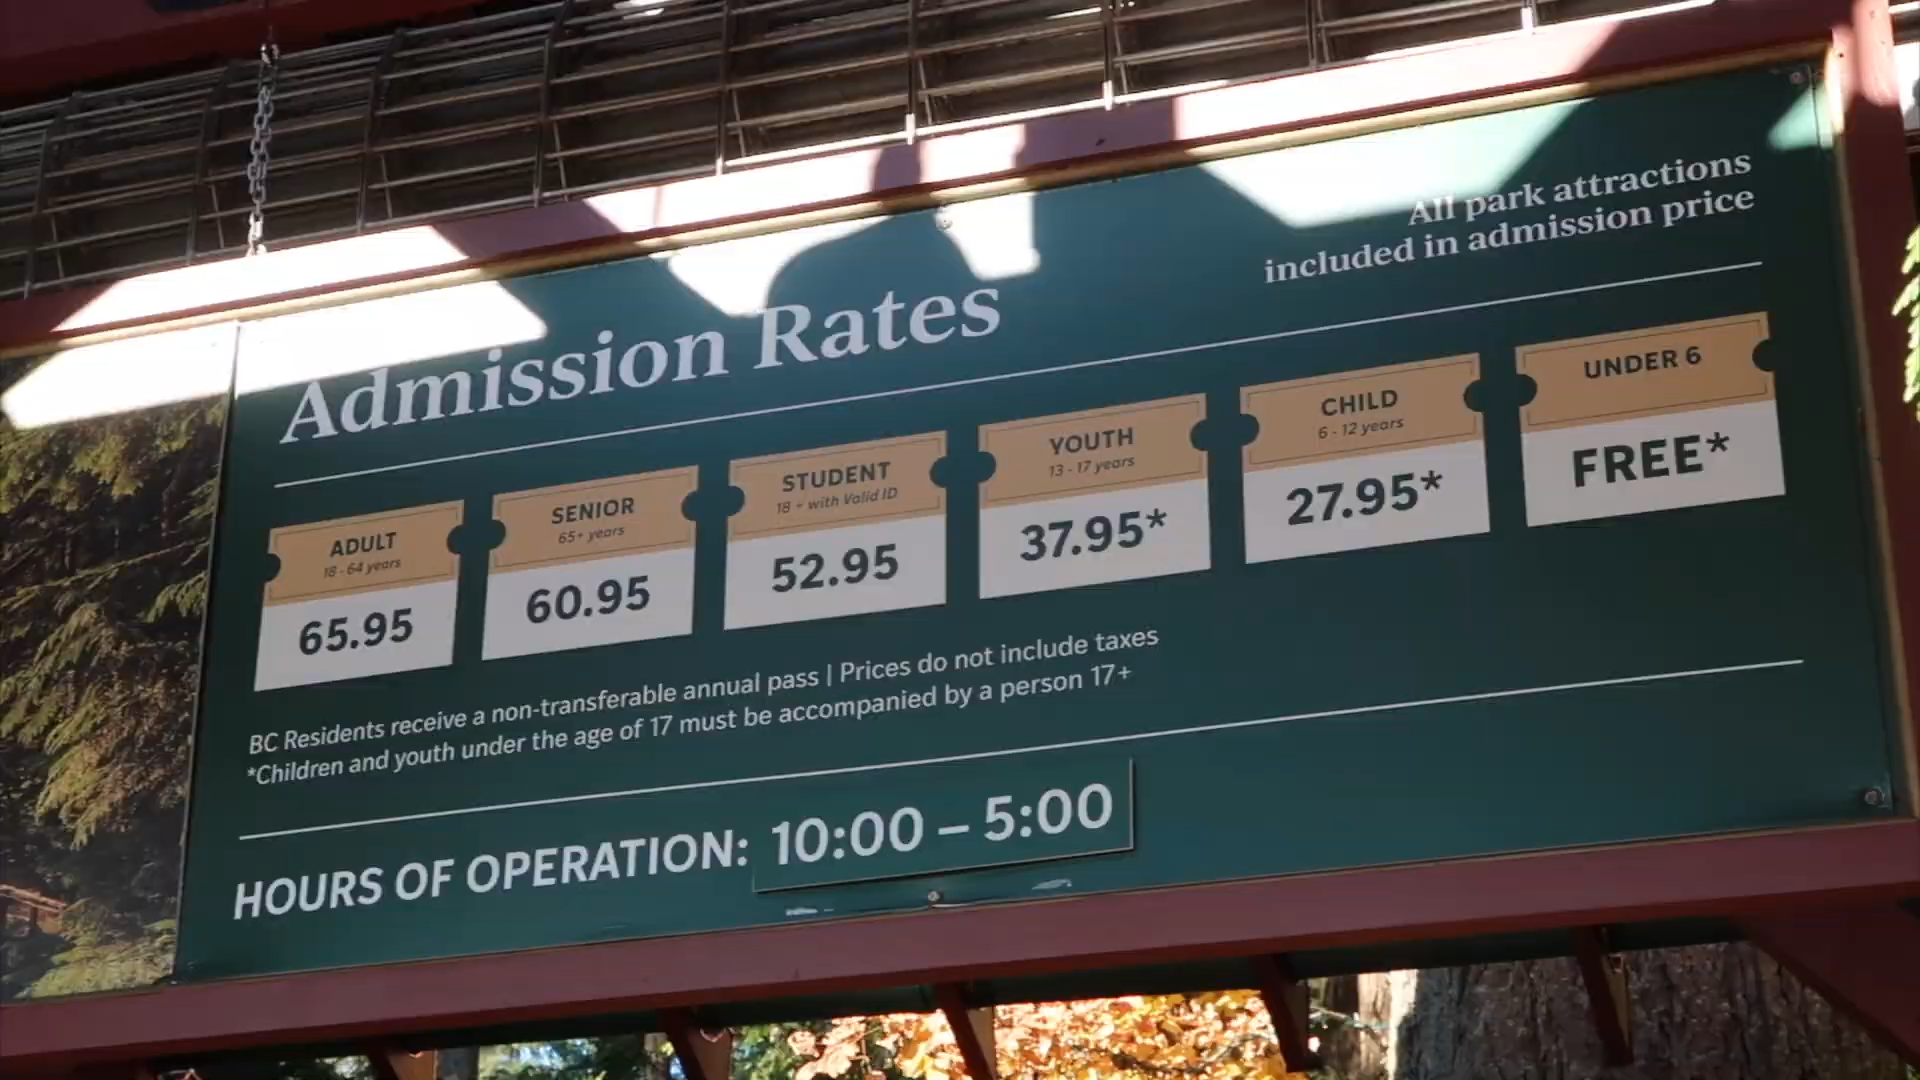 All park attractions
included in admission price
Admission Rates
ADULT
18 - 64 years
65.95
SENIOR
65+ years
60.95
STUDENT
18 + with Valid ID
52.95
YOUTH
13 - 17 years
37.95*
CHILD
6 - 12 years
27.95*
UNDER 6
FREE*
BC Residents receive a non-transferable annual pass | Prices do not include taxes
*Children and youth under the age of 17 must be accompanied by a person 17+
HOURS OF OPERATION: 10:00 – 5:00